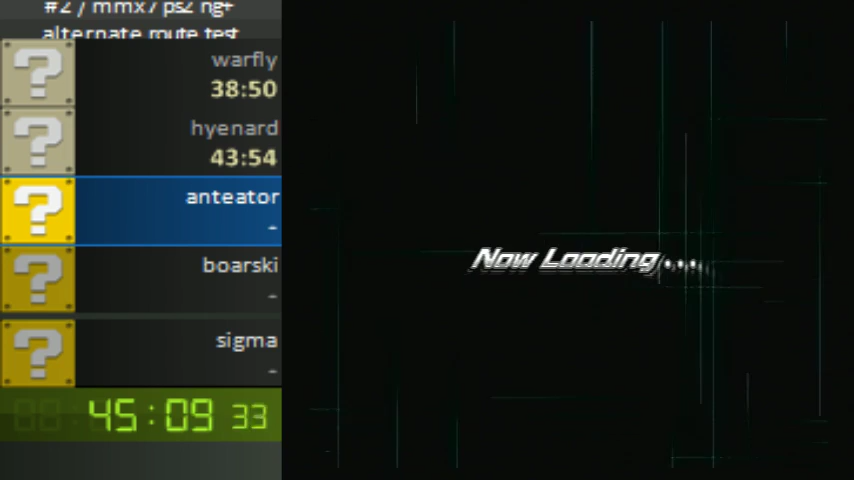 #2 / mmx7 ps2 ng+
alternate route test
warfly
38:50
hyenard
43:54
anteator
-
boarski
-
sigma
-
45:09 33
Now Loading...